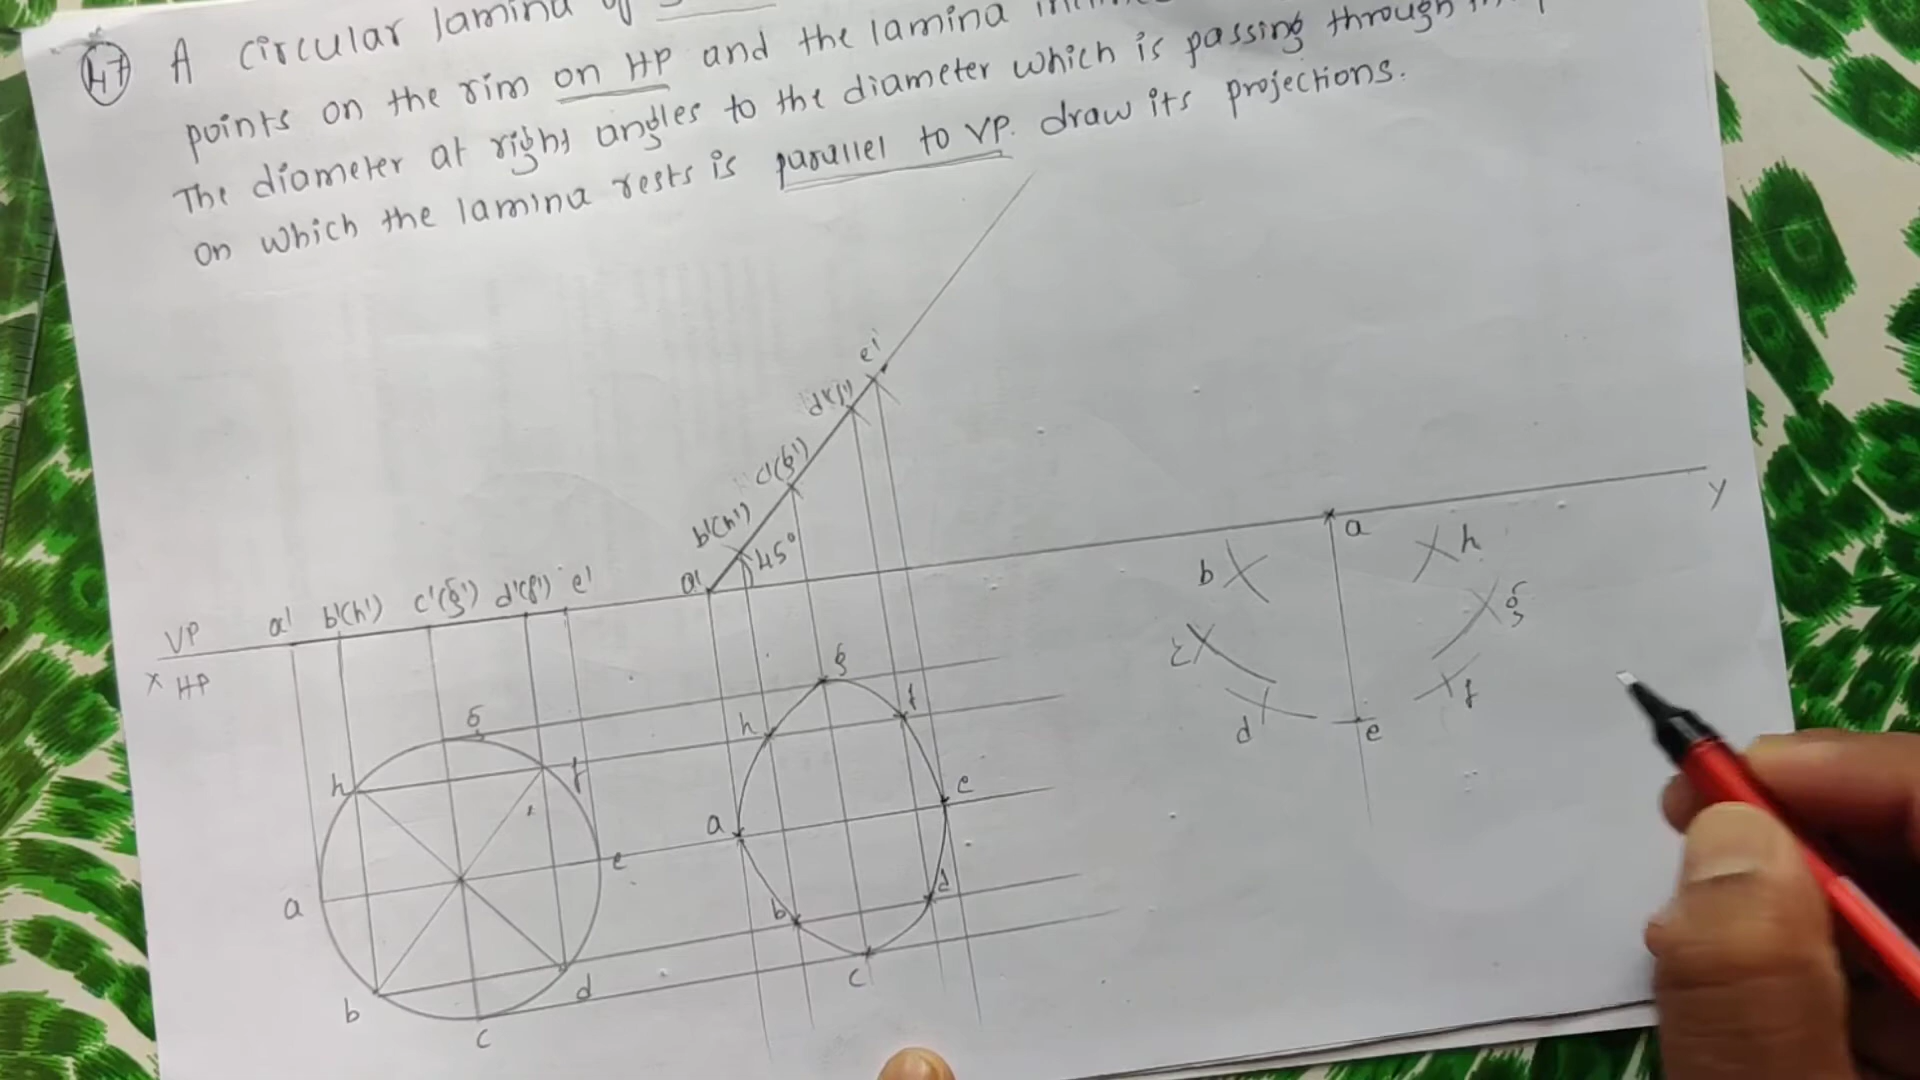 47 A circular lamina of
points on the rim on HP and the lamina
The diameter at right angles to the diameter which is passing through
on which the lamina rests is parallel to VP. draw its projections.
e'
d'(f')
c'(g')
b'(h')
45°
a'
VP
X HP
a' b'(h') c'(g') d'(f') e'
y
a
b h
c g
d f
e
g
h f
a e
b d
c
g
h f
a e
b d
c